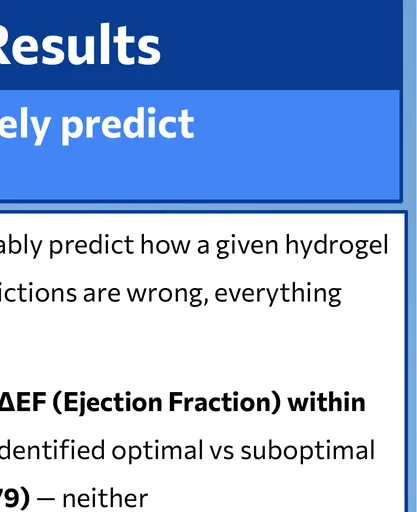 Results
ely predict
ably predict how a given hydrogel
ictions are wrong, everything
ΔEF (Ejection Fraction) within
dentified optimal vs suboptimal
79) — neither